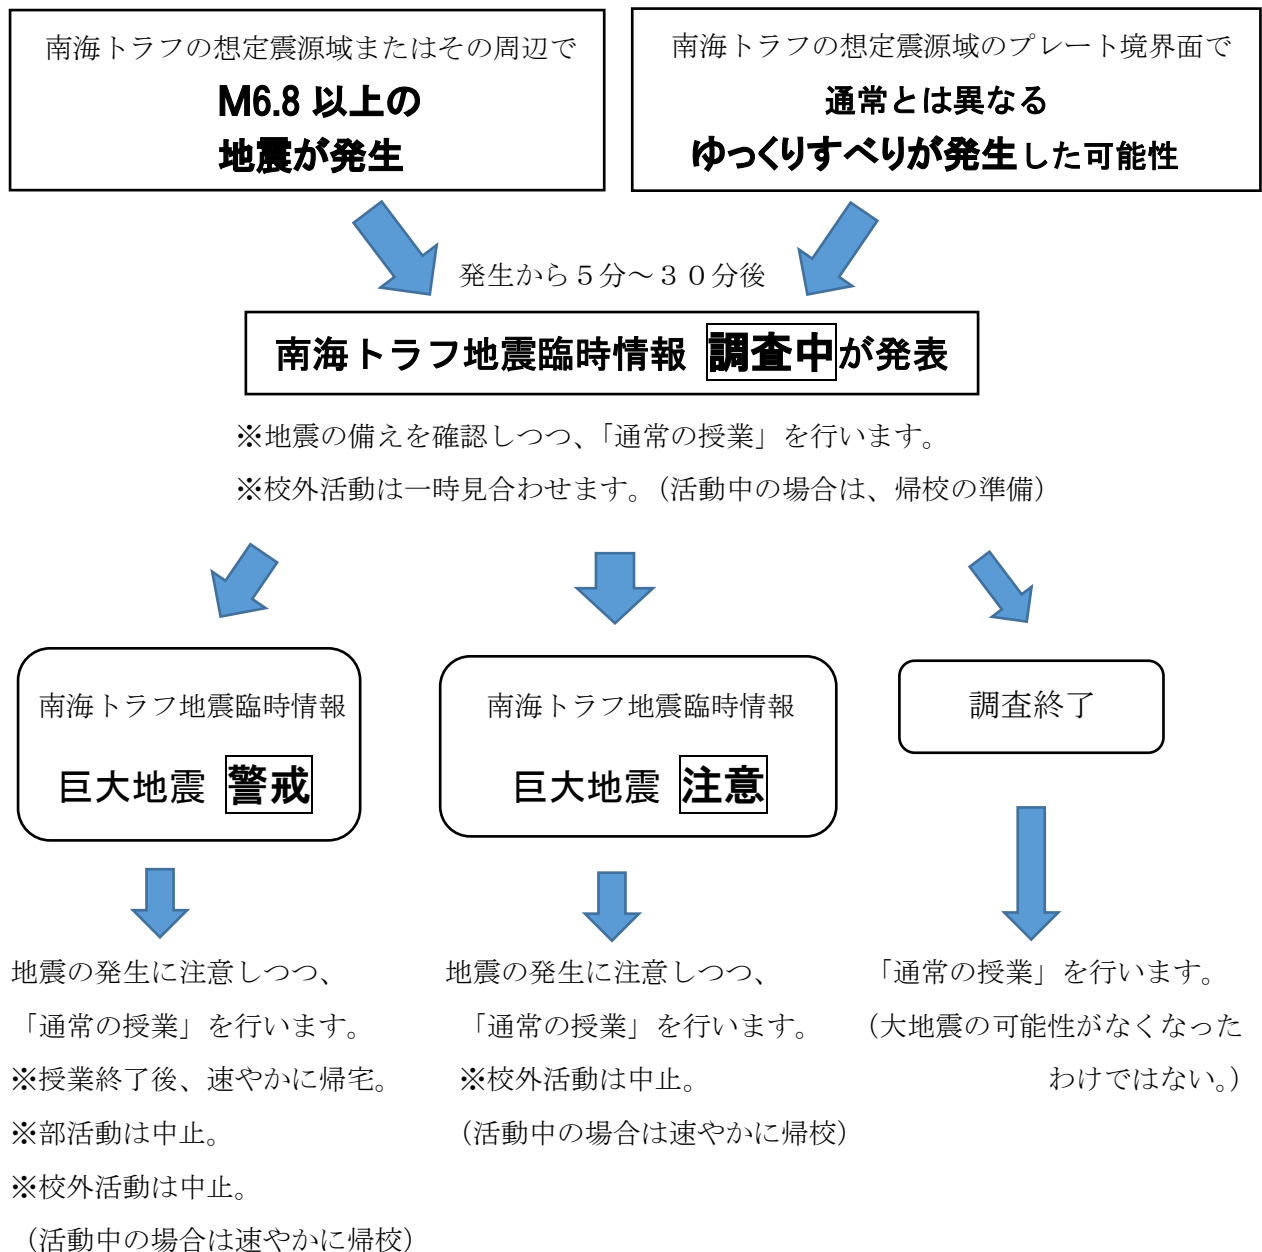 南海トラフの想定震源域またはその周辺で
M6.8 以上の
地震が発生
南海トラフの想定震源域のプレート境界面で
通常とは異なる
ゆっくりすべりが発生した可能性
発生から５分～３０分後
南海トラフ地震臨時情報 調査中が発表
※地震の備えを確認しつつ、「通常の授業」を行います。
※校外活動は一時見合わせます。（活動中の場合は、帰校の準備）
南海トラフ地震臨時情報
巨大地震 警戒
南海トラフ地震臨時情報
巨大地震 注意
調査終了
地震の発生に注意しつつ、
「通常の授業」を行います。
※授業終了後、速やかに帰宅。
※部活動は中止。
※校外活動は中止。
（活動中の場合は速やかに帰校）
地震の発生に注意しつつ、
「通常の授業」を行います。
※校外活動は中止。
（活動中の場合は速やかに帰校）
「通常の授業」を行います。
（大地震の可能性がなくなった
わけではない。）